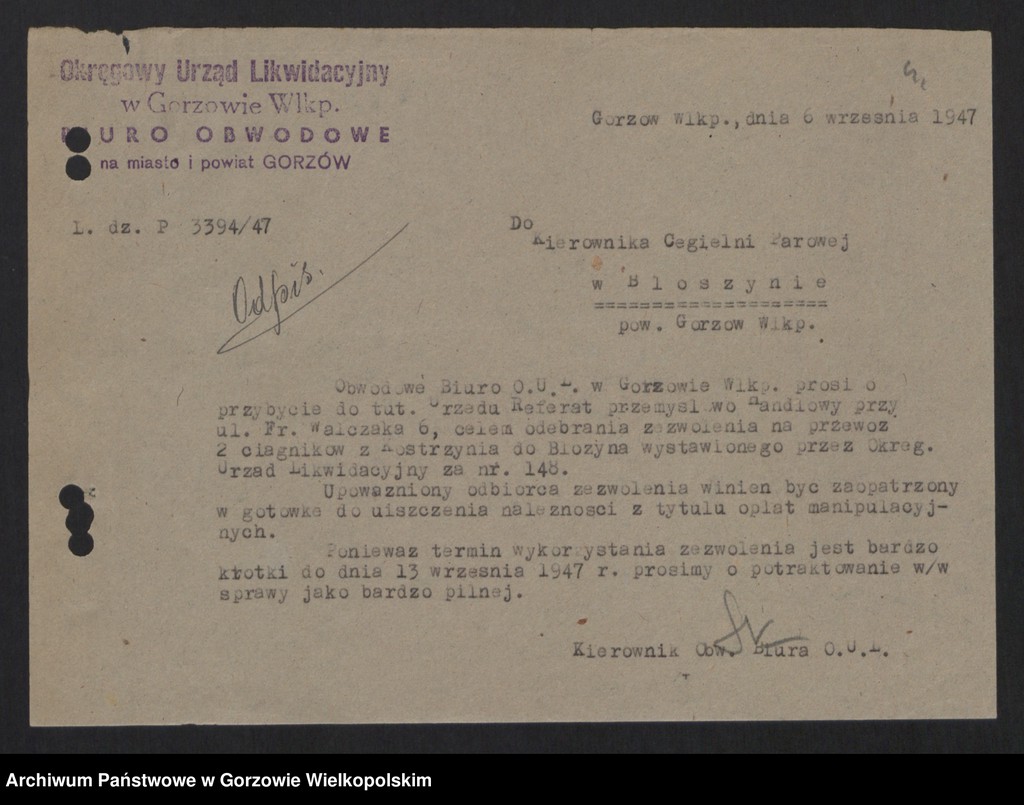 Okręgowy Urząd Likwidacyjny
w Gorzowie Wlkp.
BIURO OBWODOWE
na miasto i powiat GORZÓW
Gorzow Wlkp., dnia 6 wrzesnia 1947
L. dz. P 3394/47
Do
Kierownika Cegielni Parowej
w Bloszynie
====================
pow. Gorzow Wlkp.
Odpis.
Obwodowe Biuro O.U.L. w Gorzowie Wlkp. prosi o
przybycie do tut. Urzedu Referat przemyslowo Handlowy przy
ul. Fr. Walczaka 6, celem odebrania zezwolenia na przewoz
2 ciagnikow z Kostrzynia do Blozyna wystawionego przez Okreg.
Urzad Likwidacyjny za nr. 148.
Upowazniony odbiorca zezwolenia winien byc zaopatrzony
w gotowke do uiszczenia naleznosci z tytulu oplat manipulacyj-
nych.
Poniewaz termin wykorzystania zezwolenia jest bardzo
krotki do dnia 13 wrzesnia 1947 r. prosimy o potraktowanie w/w
sprawy jako bardzo pilnej.
Kierownik Obw. Biura O.U.L.
Archiwum Państwowe w Gorzowie Wielkopolskim